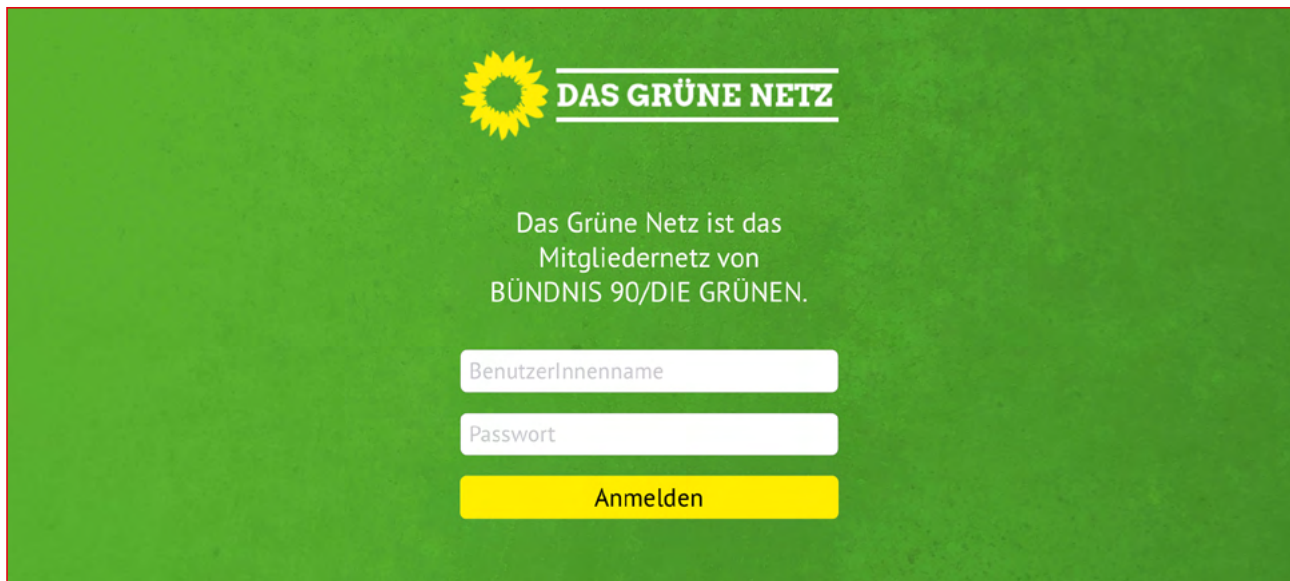 DAS GRÜNE NETZ
Das Grüne Netz ist das
Mitgliedernetz von
BÜNDNIS 90/DIE GRÜNEN.
BenutzerInnenname
Passwort
Anmelden